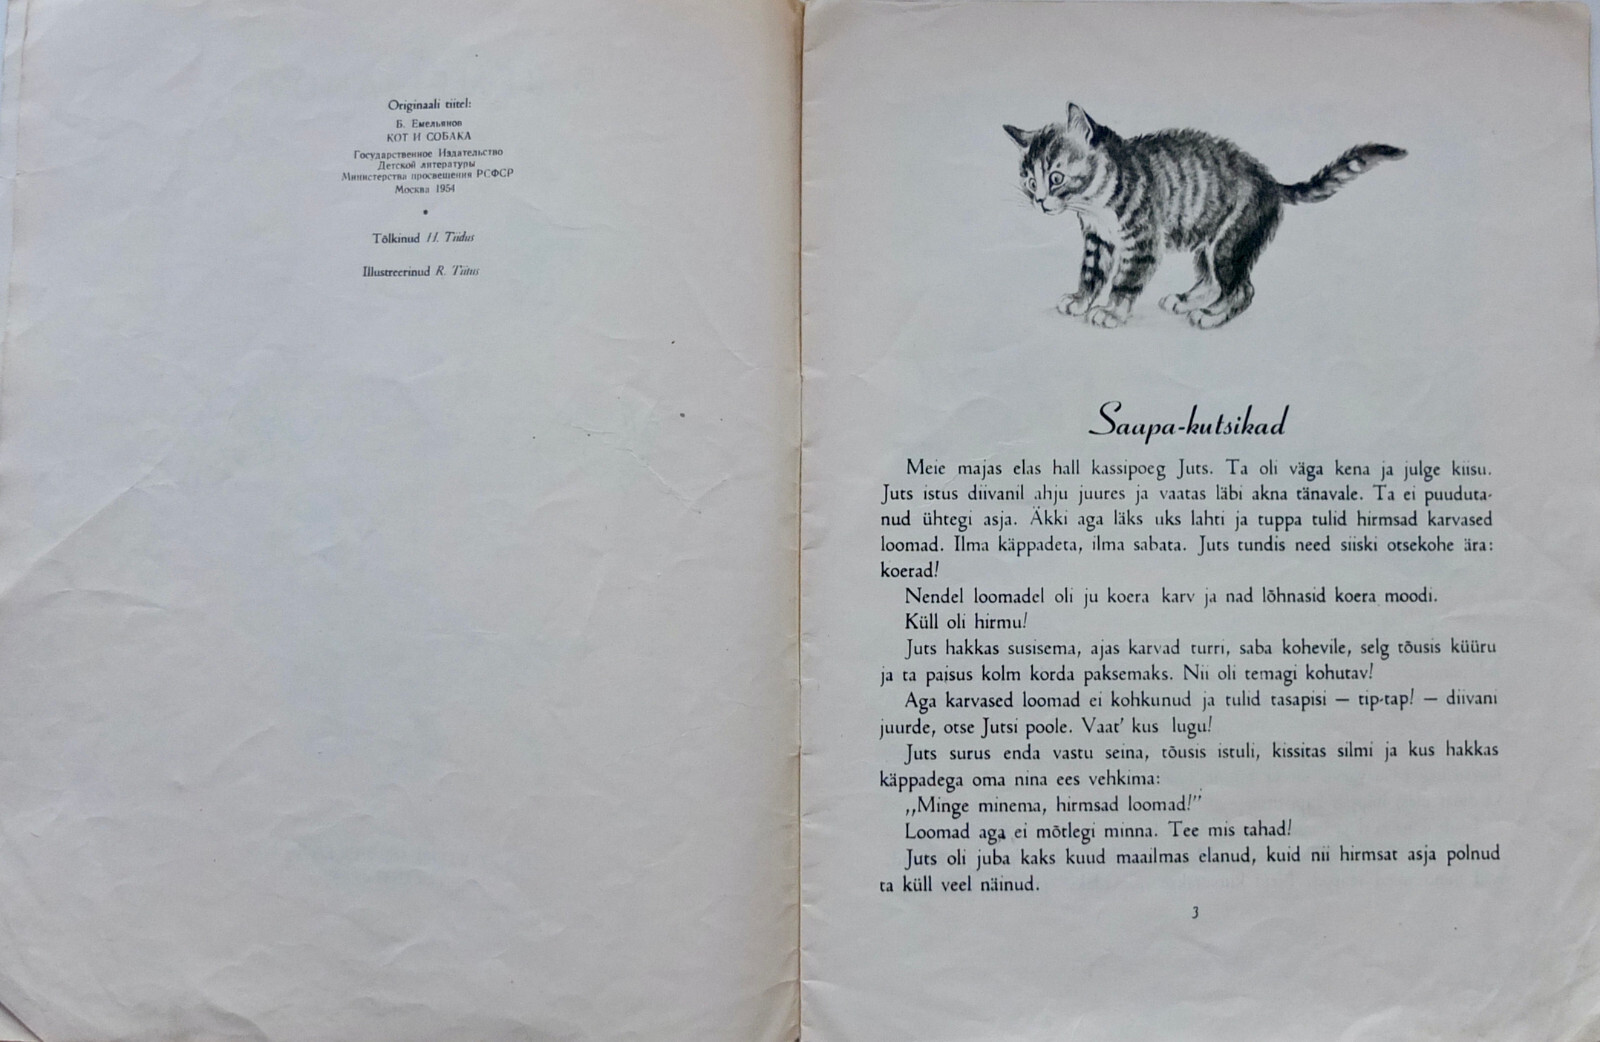 Originaali tiitel:
Б. Емельянов
КОТ И СОБАКА
Государственное Издательство
Детской литературы
Министерства просвещения РСФСР
Москва 1954
Tõlkinud H. Tiidus
Illustreerinud R. Tiitus
Saapa-kutsikad
Meie majas elas hall kassipoeg Juts. Ta oli väga kena ja julge kiisu.
Juts istus diivanil ahju juures ja vaatas läbi akna tänavale. Ta ei puuduta-
nud ühtegi asja. Äkki aga läks uks lahti ja tuppa tulid hirmsad karvased
loomad. Ilma käppadeta, ilma sabata. Juts tundis need siiski otsekohe ära:
koerad!
Nendel loomadel oli ju koera karv ja nad lõhnasid koera moodi.
Küll oli hirmu!
Juts hakkas susisema, ajas karvad turri, saba kohevile, selg tõusis küüru
ja ta paisus kolm korda paksemaks. Nii oli temagi kohutav!
Aga karvased loomad ei kohkunud ja tulid tasapisi — tip-tap! — diivani
juurde, otse Jutsi poole. Vaat' kus lugu!
Juts surus enda vastu seina, tõusis istuli, kissitas silmi ja kus hakkas
käppadega oma nina ees vehkima:
,,Minge minema, hirmsad loomad!''
Loomad aga ei mõtlegi minna. Tee mis tahad!
Juts oli juba kaks kuud maailmas elanud, kuid nii hirmsat asja polnud
ta küll veel näinud.
3